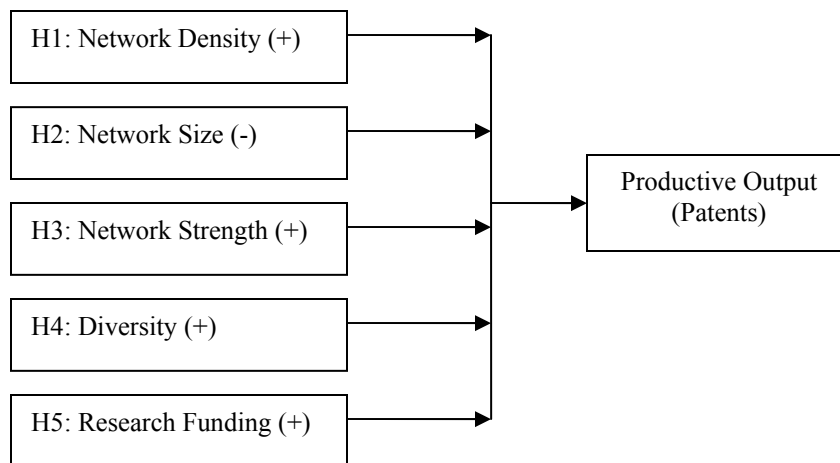 H1: Network Density (+)
H2: Network Size (-)
H3: Network Strength (+)
H4: Diversity (+)
H5: Research Funding (+)
Productive Output
(Patents)